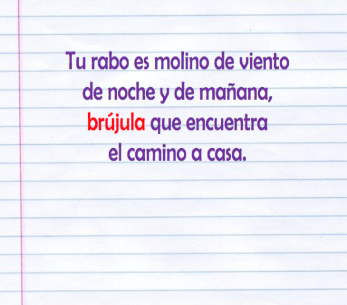 Tu rabo es molino de viento
de noche y de mañana,
brújula que encuentra
el camino a casa.